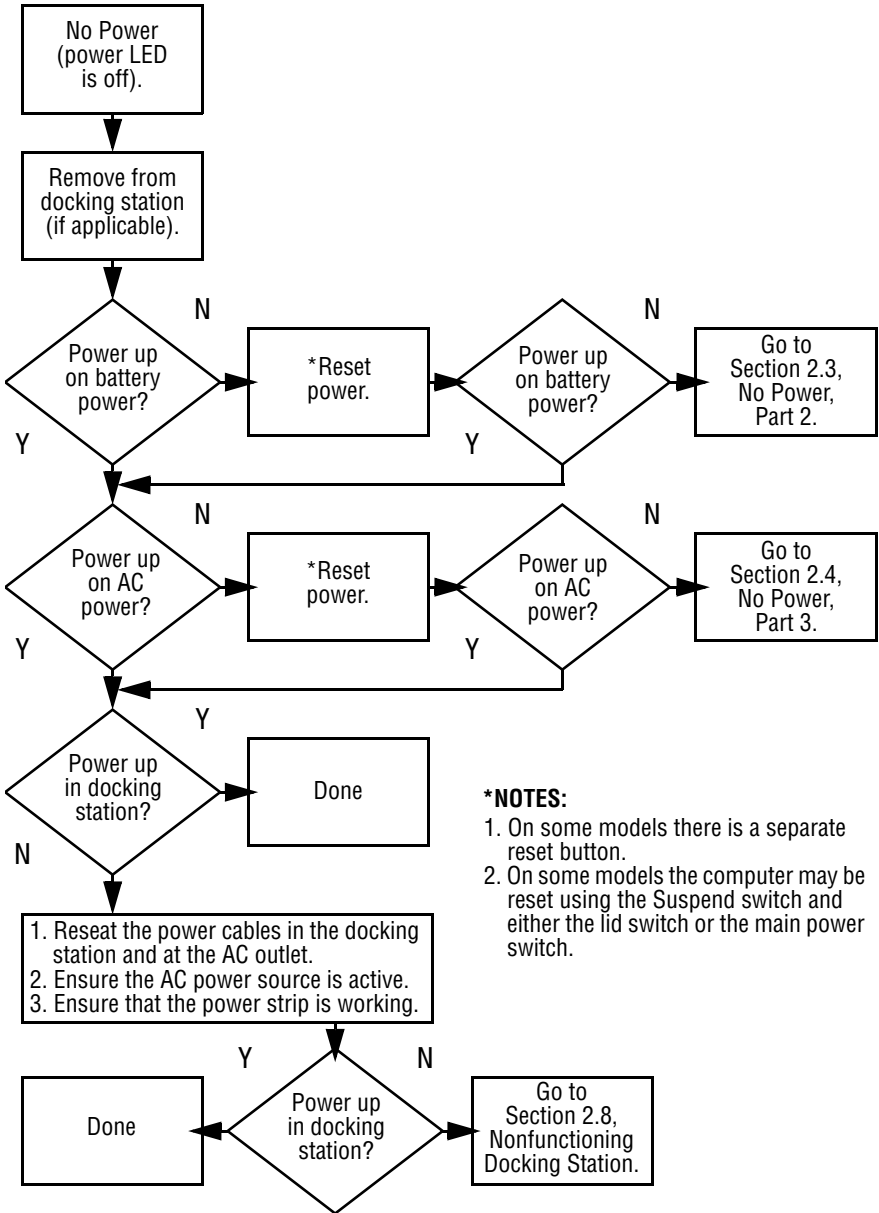 No Power
(power LED
is off).
Remove from
docking station
(if applicable).
N
N
Power up
on battery
power?
*Reset
power.
Power up
on battery
power?
Go to
Section 2.3,
No Power,
Part 2.
Y
Y
N
N
Power up
on AC
power?
*Reset
power.
Power up
on AC
power?
Go to
Section 2.4,
No Power,
Part 3.
Y
Y
Y
Power up
in docking
station?
Done
N
*NOTES:
1. On some models there is a separate
reset button.
2. On some models the computer may be
reset using the Suspend switch and
either the lid switch or the main power
switch.
1. Reseat the power cables in the docking
station and at the AC outlet.
2. Ensure the AC power source is active.
3. Ensure that the power strip is working.
Y
N
Done
Power up
in docking
station?
Go to
Section 2.8,
Nonfunctioning
Docking Station.